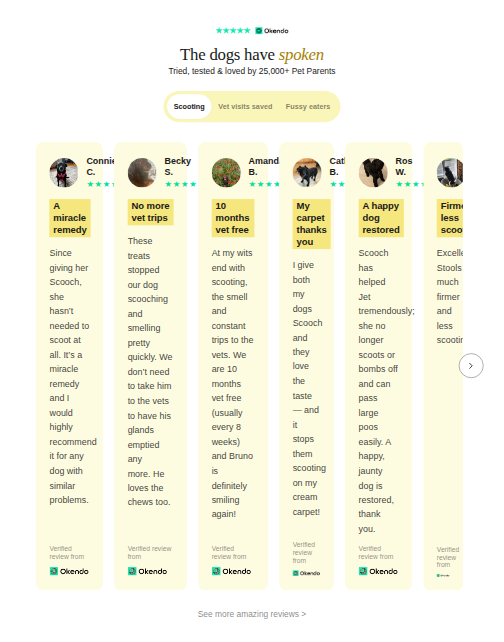 Okendo
The dogs have spoken
Tried, tested & loved by 25,000+ Pet Parents
Scooting
Vet visits saved
Fussy eaters
Connie
C.
A
miracle
remedy
Since
giving her
Scooch,
she
hasn't
needed to
scoot at
all. It's a
miracle
remedy
and I
would
highly
recommend
it for any
dog with
similar
problems.
Verified
review from
Okendo
Becky
S.
No more
vet trips
These
treats
stopped
our dog
scooching
and
smelling
pretty
quickly. We
don't need
to take him
to the vets
to have his
glands
emptied
any
more. He
loves the
chews too.
Verified review
from
Okendo
Amand
B.
10
months
vet free
At my wits
end with
scooting,
the smell
and
constant
trips to the
vets. We
are 10
months
vet free
(usually
every 8
weeks)
and Bruno
is
definitely
smiling
again!
Verified
review from
Okendo
B.
My
carpet
thanks
you
I give
both
my
dogs
Scooch
and
they
love
the
taste
— and
it
stops
them
scooting
on my
cream
carpet!
Verified
review
from
Okendo
Ros
W.
A happy
dog
restored
Scooch
has
helped
Jet
tremendously;
she no
longer
scoots or
bombs off
and can
pass
large
poos
easily. A
happy,
jaunty
dog is
restored,
thank
you.
Verified
review from
Okendo
Firme
less
scoo
Excelle
Stools
much
firmer
and
less
scootin
Verified
review
from
See more amazing reviews >